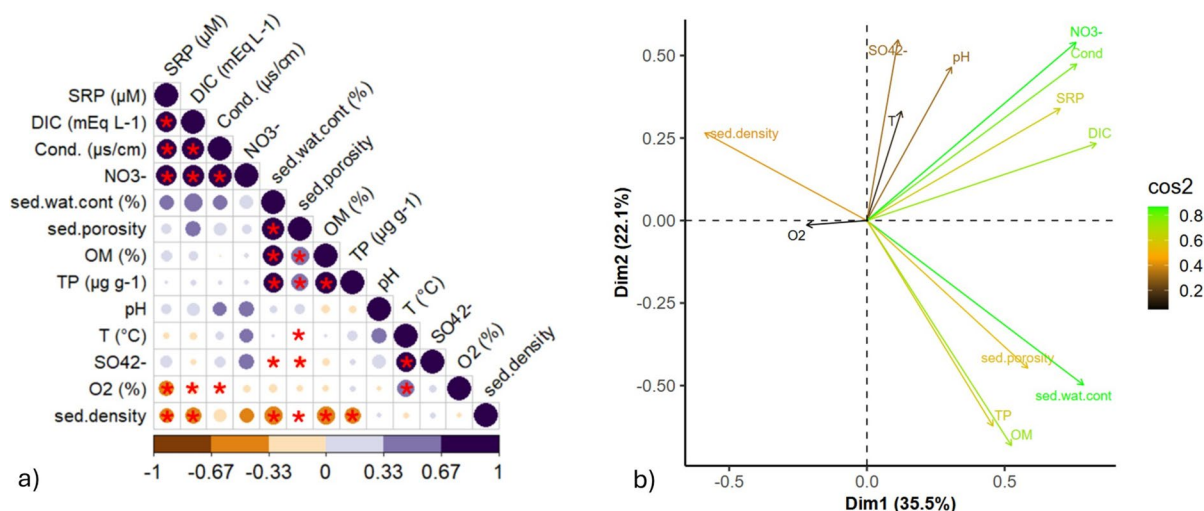 SRP (µM)
DIC (mEq L-1)
Cond. (µs/cm)
NO3-
sed.wat.cont (%)
sed.porosity
OM (%)
TP (µg g-1)
pH
T (°C)
SO42-
O2 (%)
sed.density
SRP (µM)
DIC (mEq L-1)
Cond. (µs/cm)
NO3-
sed.wat.cont (%)
sed.porosity
OM (%)
TP (µg g-1)
pH
T (°C)
SO42-
O2 (%)
sed.density
-1 -0.67 -0.33 0 0.33 0.67 1
a)
0.50
0.25
0.00
-0.25
-0.50
Dim2 (22.1%)
NO3-
SO42-
Cond
pH
SRP
T
sed.density
DIC
O2
sed.porosity
sed.wat.cont
TP
OM
-0.5 0.0 0.5
Dim1 (35.5%)
b)
cos2
0.8
0.6
0.4
0.2